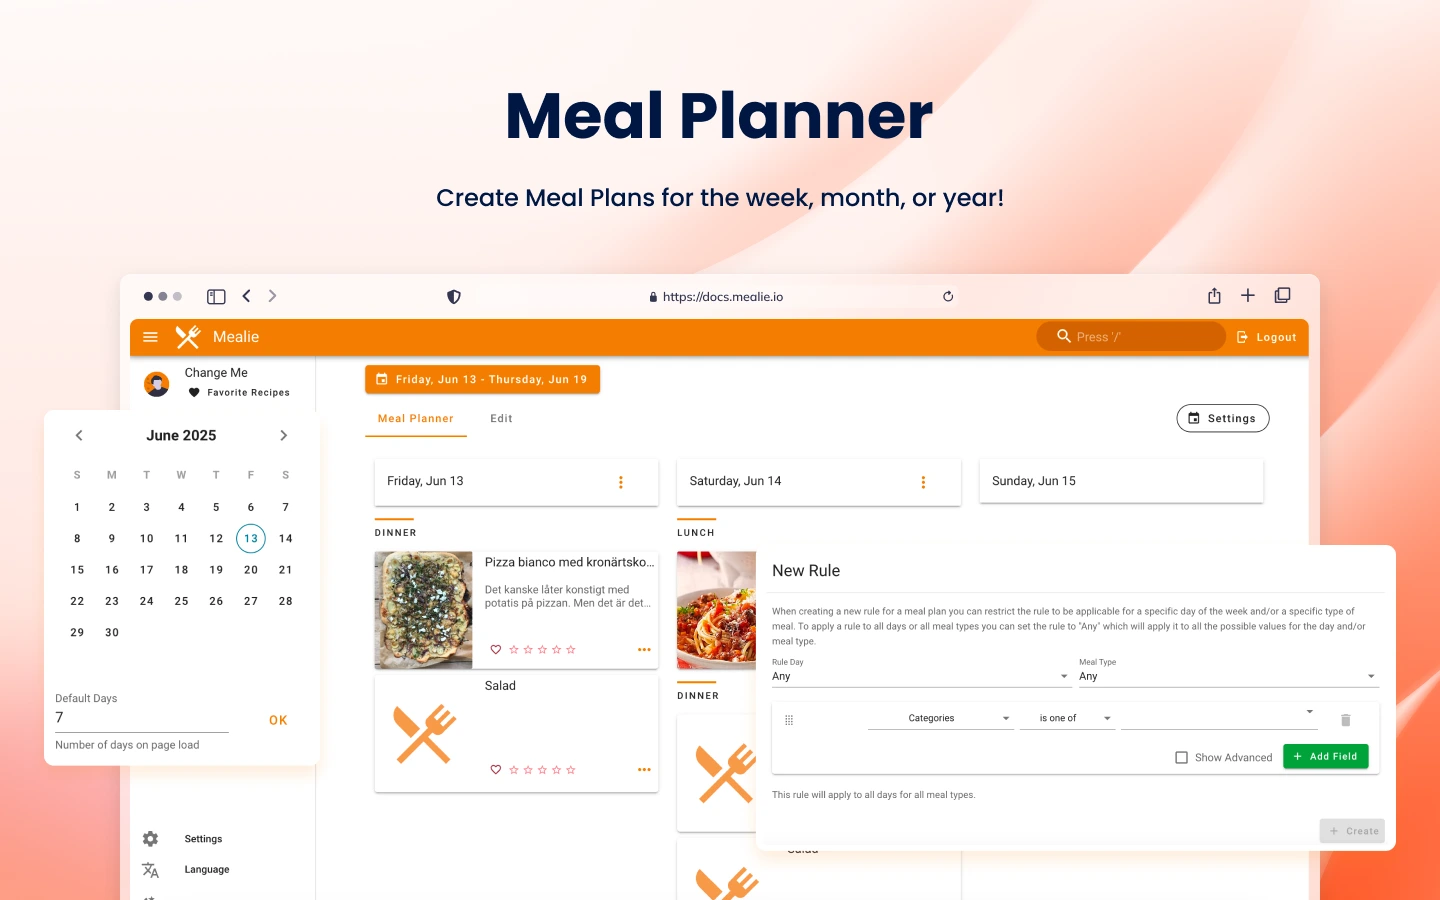 Meal Planner
Create Meal Plans for the week, month, or year!
https://docs.mealie.io
Mealie
Press '/'
Logout
Change Me
Favorite Recipes
Friday, Jun 13 - Thursday, Jun 19
Meal Planner
Edit
Settings
June 2025
S M T W T F S
1 2 3 4 5 6 7
8 9 10 11 12 13 14
15 16 17 18 19 20 21
22 23 24 25 26 27 28
29 30
Default Days
7
OK
Number of days on page load
Settings
Language
Friday, Jun 13
DINNER
Pizza bianco med kronärtsko...
Det kanske låter konstigt med
potatis på pizzan. Men det är det...
Salad
Saturday, Jun 14
LUNCH
DINNER
Sunday, Jun 15
New Rule
When creating a new rule for a meal plan you can restrict the rule to be applicable for a specific day of the week and/or a specific type of
meal. To apply a rule to all days or all meal types you can set the rule to "Any" which will apply it to all the possible values for the day and/or
meal type.
Rule Day
Any
Meal Type
Any
Categories
is one of
Show Advanced
+ Add Field
This rule will apply to all days for all meal types.
+ Create